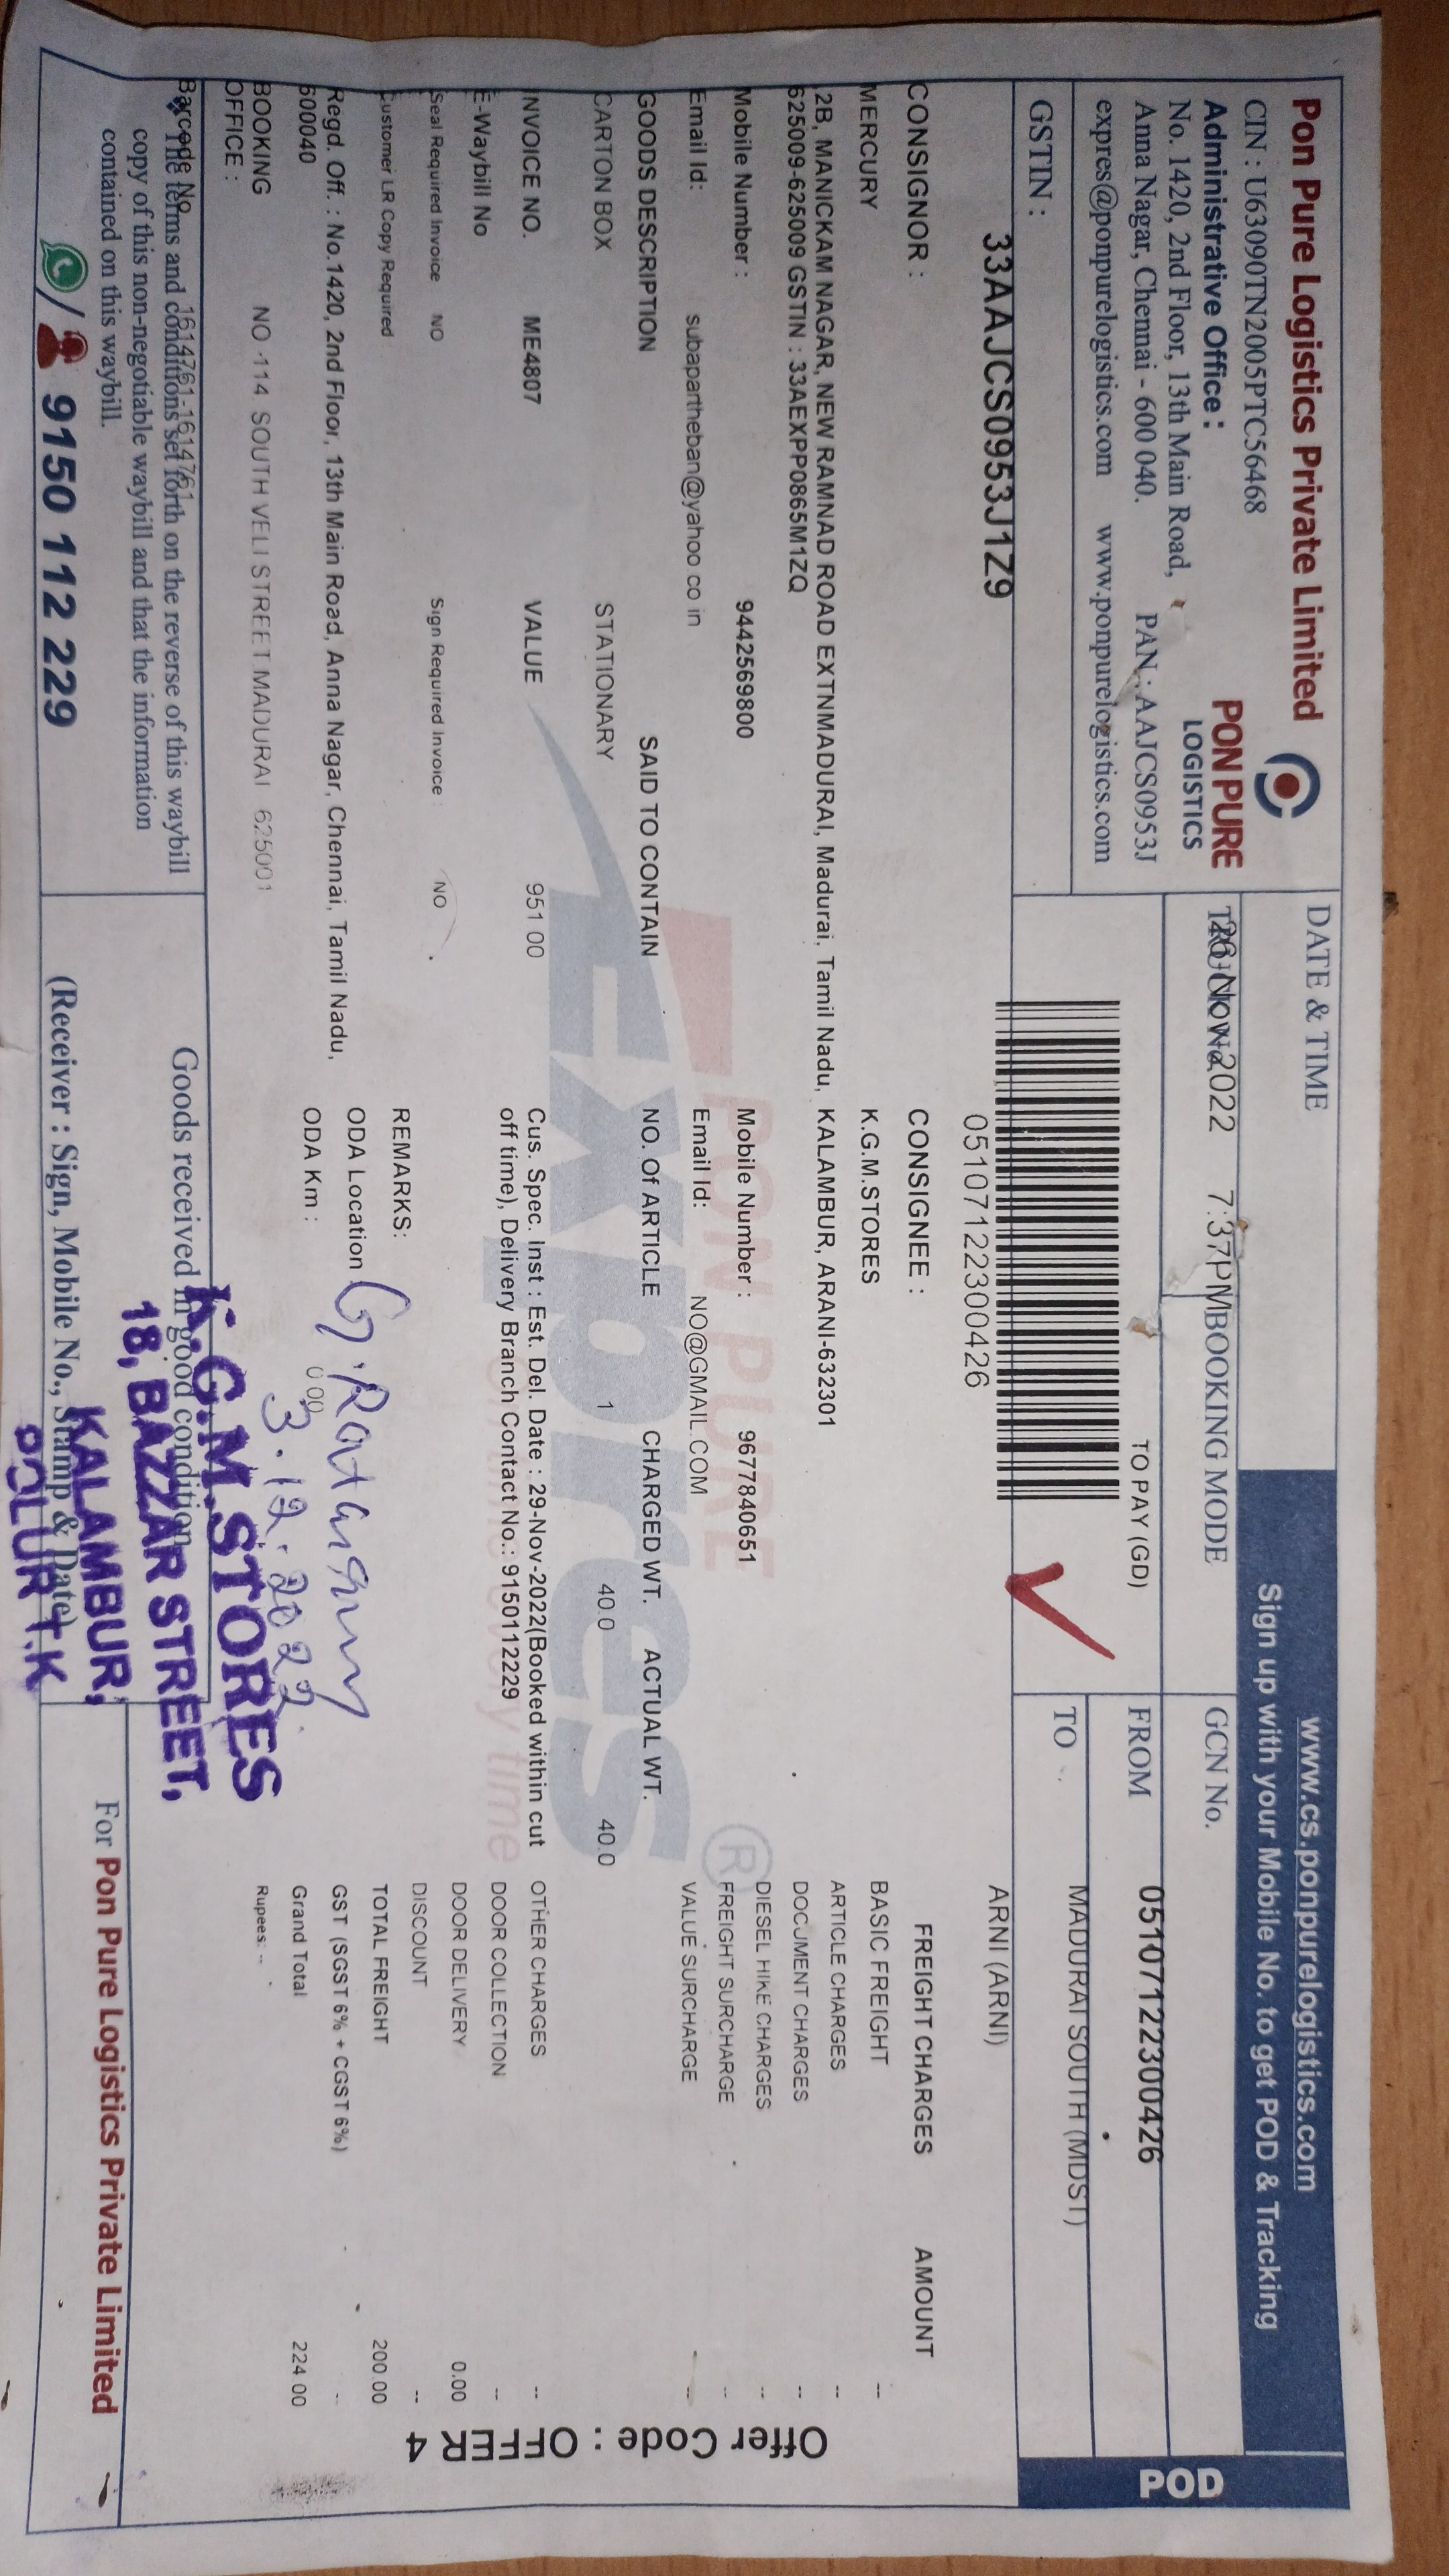 Pon Pure Logistics Private Limited
CIN : U63090TN2005PTC56468
Administrative Office :
No. 1420, 2nd Floor, 13th Main Road,
Anna Nagar, Chennai - 600 040. PAN : AAJCS0953J
expres@ponpurelogistics.com www.ponpurelogistics.com
PON PURE
LOGISTICS
GSTIN :
33AAJCS0953J1Z9
DATE & TIME
26-Nov-2022 7:37PM
BOOKING MODE
TO PAY (GD)
05107122300426
www.cs.ponpurelogistics.com
Sign up with your Mobile No. to get POD & Tracking
GCN No.
05107122300426
FROM
MADURAI SOUTH (MDST)
TO
ARNI (ARNI)
POD
CONSIGNOR :
MERCURY
,2B, MANICKAM NAGAR, NEW RAMNAD ROAD EXTNMADURAI, Madurai, Tamil Nadu,
625009-625009 GSTIN : 33AEXPP0865M1ZQ
Mobile Number : 9442569800
Email Id: subapartheban@yahoo co in
CONSIGNEE :
K.G.M.STORES
KALAMBUR, ARANI-632301
Mobile Number : 9677840651
Email Id: NO@GMAIL.COM
GOODS DESCRIPTION SAID TO CONTAIN NO. Of ARTICLE CHARGED WT. ACTUAL WT.
CARTON BOX STATIONARY 1 40.0 40.0
INVOICE NO. ME4807 VALUE 951 00
E-Waybill No
Seal Required Invoice NO Sign Required Invoice : NO
Customer LR Copy Required
Cus. Spec. Inst : Est. Del. Date : 29-Nov-2022(Booked within cut
off time), Delivery Branch Contact No.: 9150112229
REMARKS:
ODA Location
ODA Km : 0 00
3.12.2022
Regd. Off. : No.1420, 2nd Floor, 13th Main Road, Anna Nagar, Chennai, Tamil Nadu,
600040
BOOKING NO 114 SOUTH VELI STREET MADURAI 625001
OFFICE :
FREIGHT CHARGES AMOUNT
BASIC FREIGHT --
ARTICLE CHARGES --
DOCUMENT CHARGES --
DIESEL HIKE CHARGES --
FREIGHT SURCHARGE --
VALUE SURCHARGE --
OTHER CHARGES --
DOOR COLLECTION --
DOOR DELIVERY 0.00
DISCOUNT --
TOTAL FREIGHT 200.00
GST (SGST 6% + CGST 6%) --
Grand Total 224 00
Rupees: --
Offer Code : OFFER 4
PON PURE
Expres
Barcode No 1614761-1614761
The terms and conditions set forth on the reverse of this waybill
copy of this non-negotiable waybill and that the information
contained on this waybill.
9150 112 229
Goods received in good condition
(Receiver : Sign, Mobile No., Stamp & Date)
K.G.M.STORES
18, BAZZAR STREET,
KALAMBUR,
POLUR T.K
For Pon Pure Logistics Private Limited